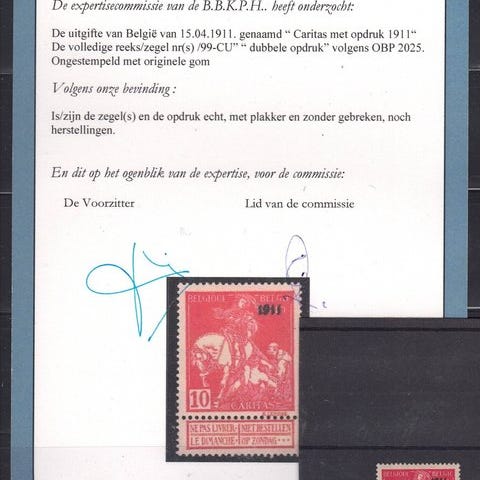 De expertisecommissie van de B.B.K.P.H.. heeft onderzocht:
De uitgifte van België van 15.04.1911. genaamd “ Caritas met opdruk 1911“
De volledige reeks/zegel nr(s) /99-CU” “ dubbele opdruk” volgens OBP 2025.
Ongestempeld met originele gom
Volgens onze bevinding :
Is/zijn de zegel(s) en de opdruk echt, met plakker en zonder gebreken, noch
herstellingen.
En dit op het ogenblik van de expertise, voor de commissie:
De Voorzitter Lid van de commissie
BELGIQUE BELGIË
1911
10 CARITAS
NE PAS LIVRER NIET BESTELLEN
LE DIMANCHE OP ZONDAG